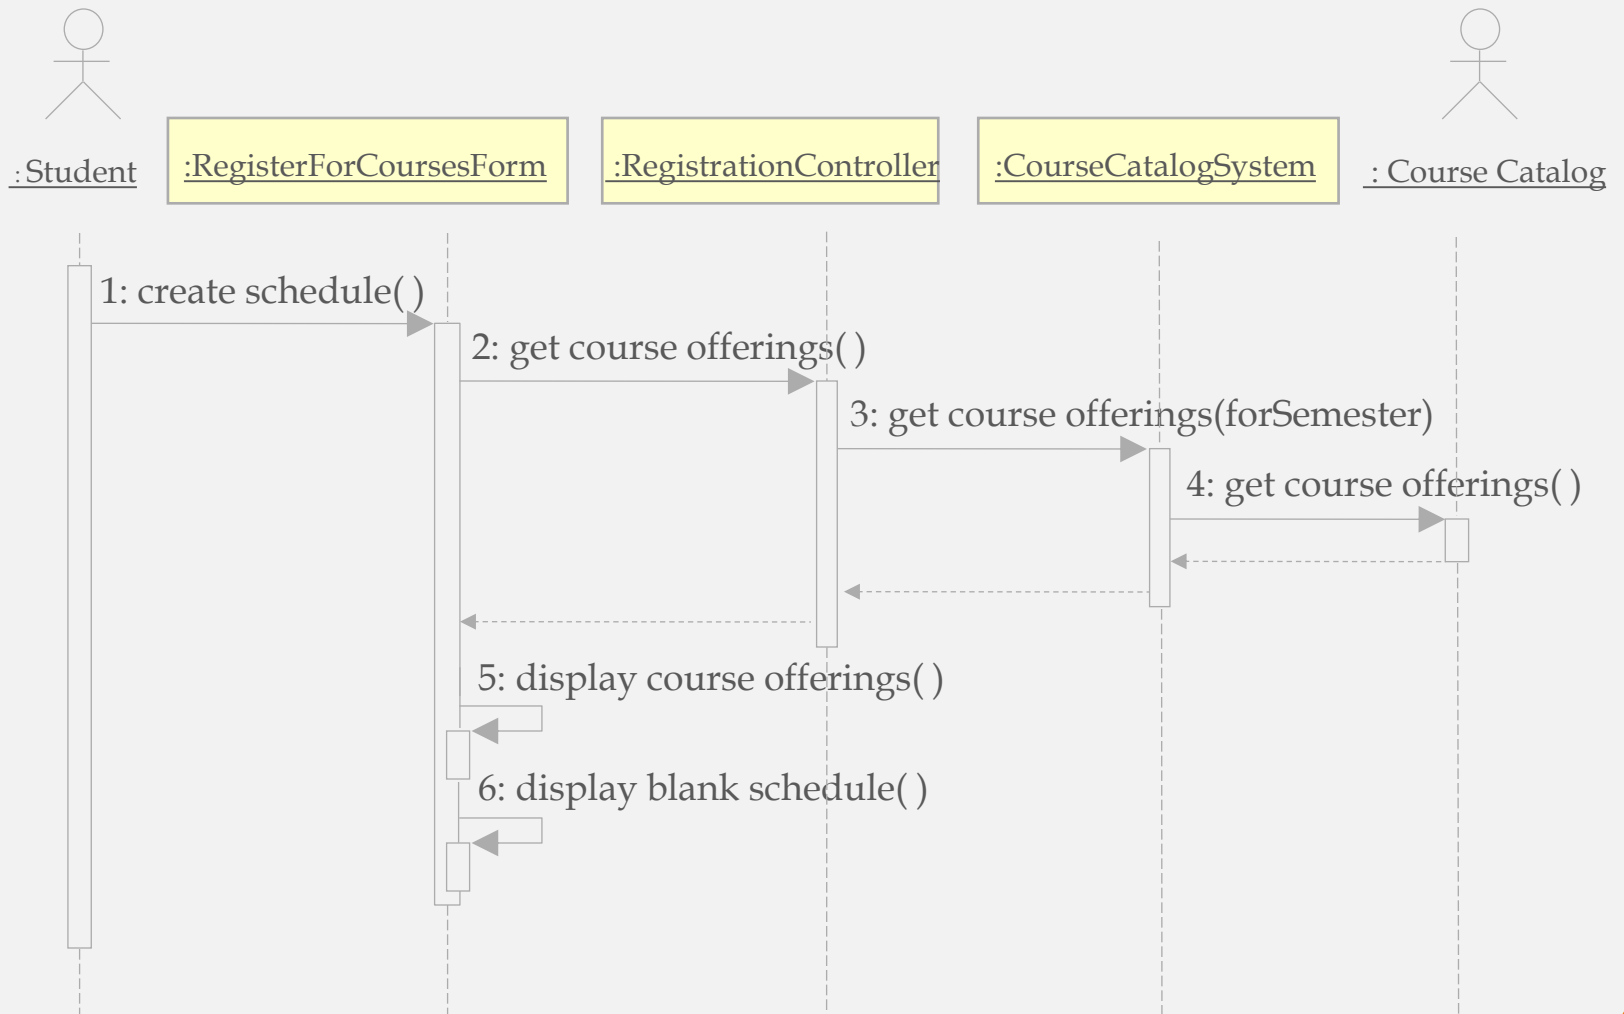 : Student
:RegisterForCoursesForm
:RegistrationController
:CourseCatalogSystem
: Course Catalog
1: create schedule( )
2: get course offerings( )
3: get course offerings(forSemester)
4: get course offerings( )
5: display course offerings( )
6: display blank schedule( )